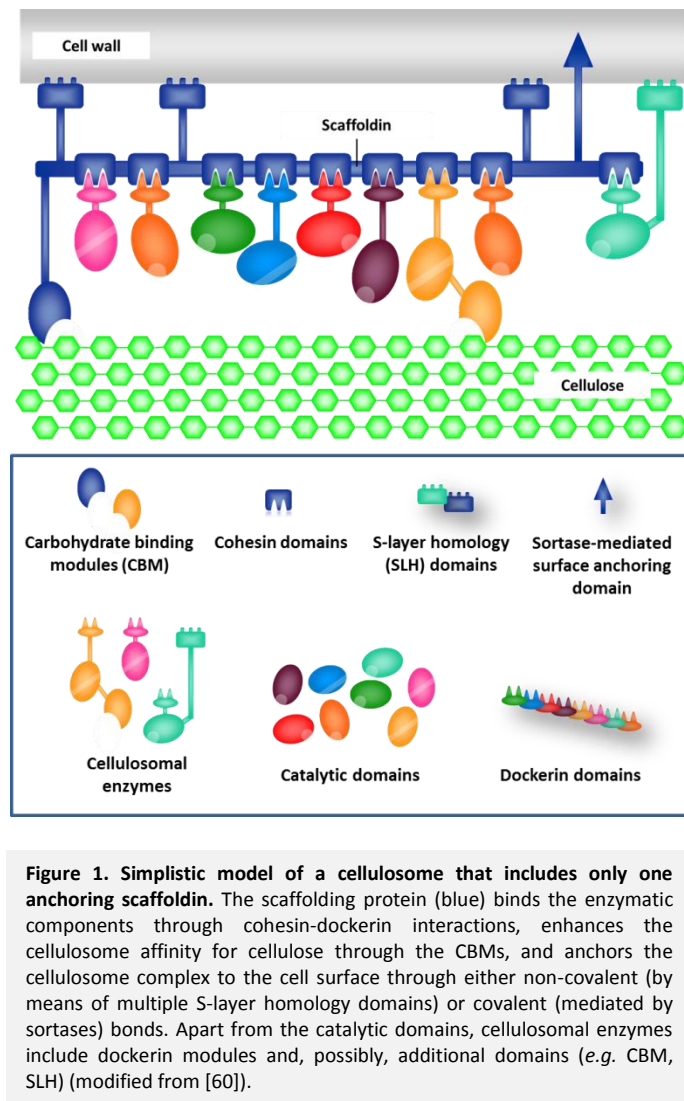 Cell wall
Scaffoldin
Cellulose
Carbohydrate binding
modules (CBM)
Cohesin domains
S-layer homology
(SLH) domains
Sortase-mediated
surface anchoring
domain
Cellulosomal
enzymes
Catalytic domains
Dockerin domains
Figure 1. Simplistic model of a cellulosome that includes only one
anchoring scaffoldin. The scaffolding protein (blue) binds the enzymatic
components through cohesin-dockerin interactions, enhances the
cellulosome affinity for cellulose through the CBMs, and anchors the
cellulosome complex to the cell surface through either non-covalent (by
means of multiple S-layer homology domains) or covalent (mediated by
sortases) bonds. Apart from the catalytic domains, cellulosomal enzymes
include dockerin modules and, possibly, additional domains (e.g. CBM,
SLH) (modified from [60]).